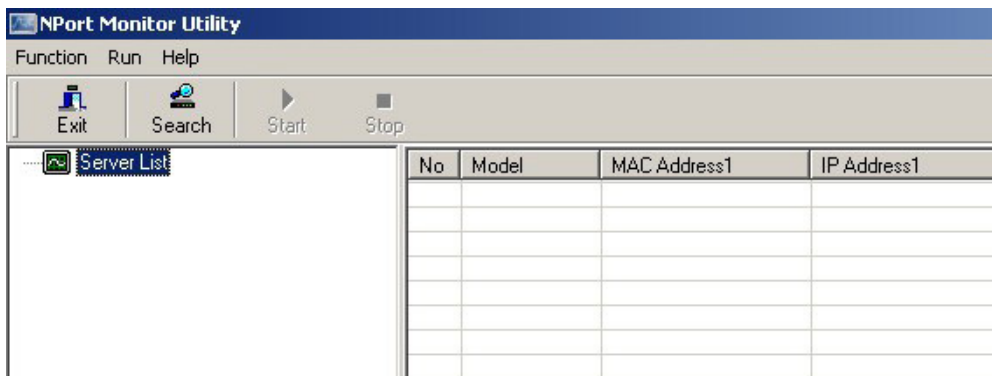 NPort Monitor Utility
Function Run Help
Exit Search Start Stop
Server List
No Model MAC Address1 IP Address1